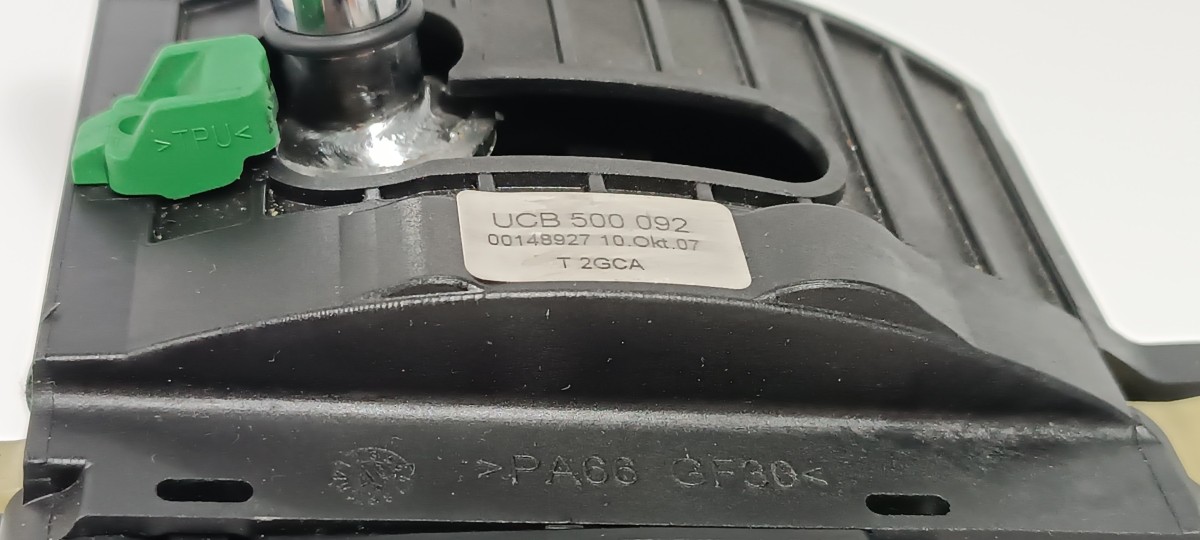 >TPU<
UCB 500 092
00148927 10.Okt.07
T 2GCA
>PA66 GF30<